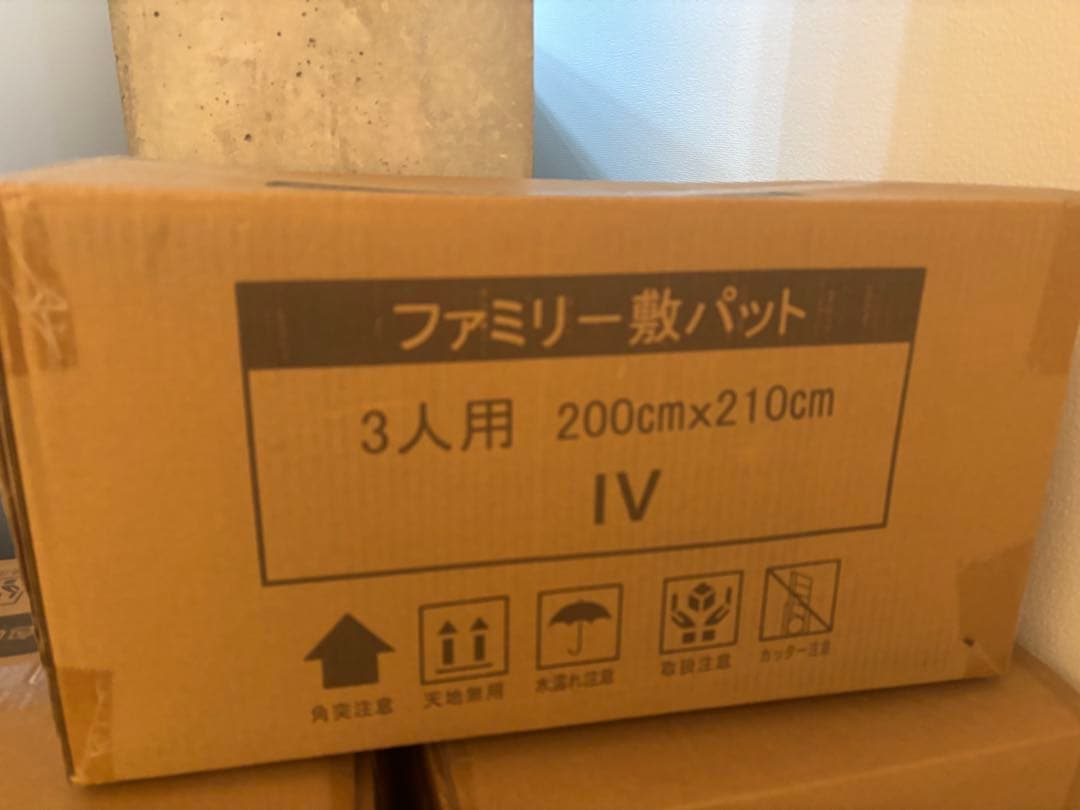 ファミリー敷パット
3人用 200cm×210cm
IV
角突注意
天地無用
水濡れ注意
取扱注意
カッター注意